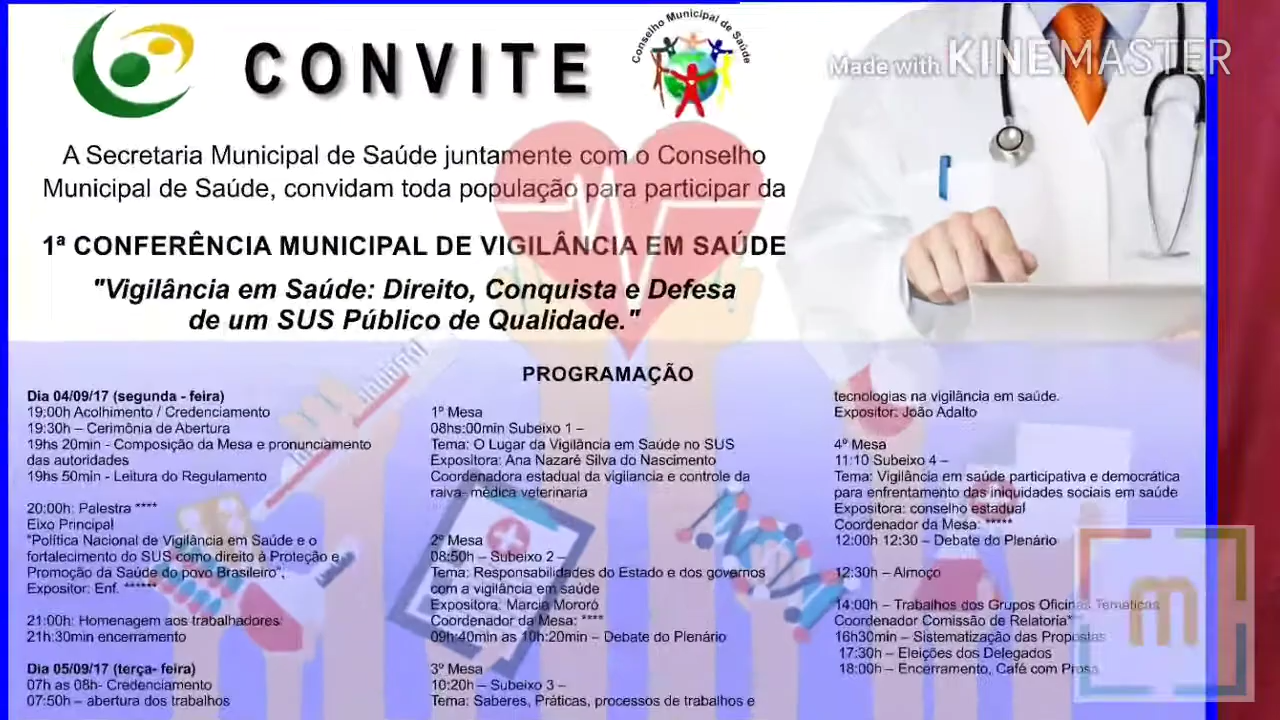 CONVITE
Conselho Municipal de Saúde
Made with KINEMASTER
A Secretaria Municipal de Saúde juntamente com o Conselho
Municipal de Saúde, convidam toda população para participar da
1ª CONFERÊNCIA MUNICIPAL DE VIGILÂNCIA EM SAÚDE
"Vigilância em Saúde: Direito, Conquista e Defesa
de um SUS Público de Qualidade."
PROGRAMAÇÃO
Dia 04/09/17 (segunda - feira)
19:00h Acolhimento / Credenciamento
19:30h – Cerimônia de Abertura
19hs 20min - Composição da Mesa e pronunciamento
das autoridades
19hs 50min - Leitura do Regulamento
20:00h: Palestra ****
Eixo Principal
"Política Nacional de Vigilância em Saúde e o
fortalecimento do SUS como direito à Proteção e
Promoção da Saúde do povo Brasileiro",
Expositor: Enf. ******
21:00h: Homenagem aos trabalhadores
21h:30min encerramento
Dia 05/09/17 (terça- feira)
07h as 08h- Credenciamento
07:50h – abertura dos trabalhos
1º Mesa
08hs:00min Subeixo 1 –
Tema: O Lugar da Vigilância em Saúde no SUS
Expositora: Ana Nazaré Silva do Nascimento
Coordenadora estadual da vigilancia e controle da
raiva- médica veterinaria
2º Mesa
08:50h – Subeixo 2 –
Tema: Responsabilidades do Estado e dos governos
com a vigilância em saúde
Expositora: Marcia Mororó
Coordenador da Mesa: ****
09h:40min as 10h:20min – Debate do Plenário
3º Mesa
10:20h – Subeixo 3 –
Tema: Saberes, Práticas, processos de trabalhos e
tecnologias na vigilância em saúde.
Expositor: João Adalto
4º Mesa
11:10 Subeixo 4 –
Tema: Vigilância em saúde participativa e democrática
para enfrentamento das iniquidades sociais em saúde
Expositora: conselho estadual
Coordenador da Mesa: *****
12:00h 12:30 – Debate do Plenário
12:30h – Almoço
14:00h – Trabalhos dos Grupos Oficinas Tematicas
Coordenador Comissão de Relatoria**
16h30min – Sistematização das Propostas
17:30h – Eleições dos Delegados
18:00h – Encerramento, Café com Prosa
m